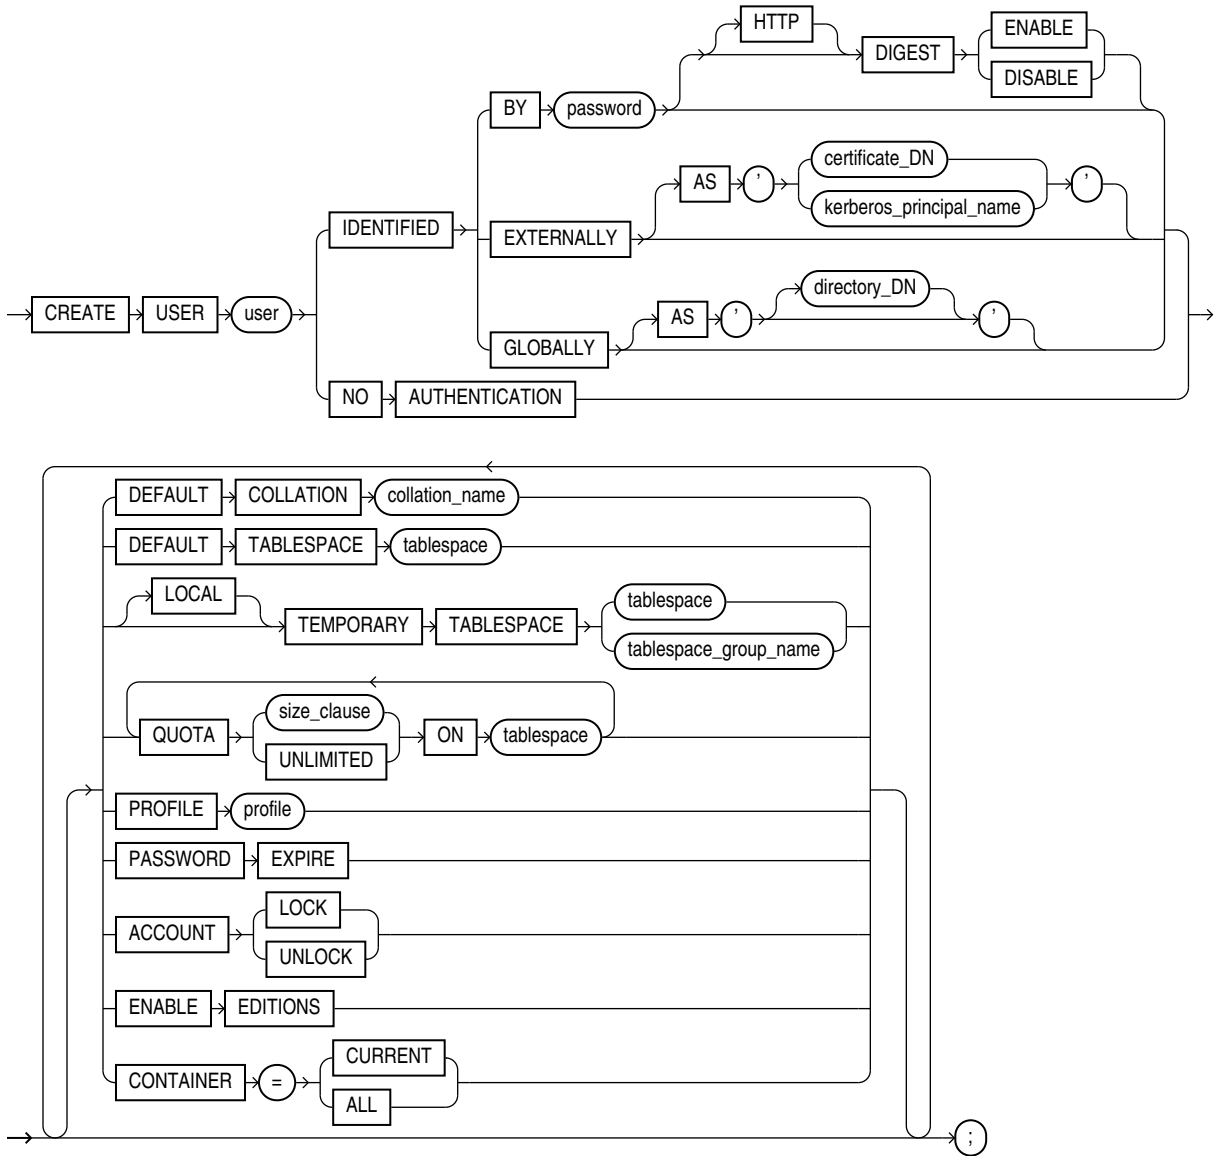 HTTP
DIGEST
ENABLE
DISABLE
BY password
AS ' certificate_DN '
kerberos_principal_name
IDENTIFIED
EXTERNALLY
CREATE USER user
AS ' directory_DN '
GLOBALLY
NO AUTHENTICATION
DEFAULT COLLATION collation_name
DEFAULT TABLESPACE tablespace
LOCAL
TEMPORARY TABLESPACE tablespace
tablespace_group_name
QUOTA size_clause ON tablespace
UNLIMITED
PROFILE profile
PASSWORD EXPIRE
ACCOUNT LOCK
UNLOCK
ENABLE EDITIONS
CONTAINER = CURRENT
ALL
;